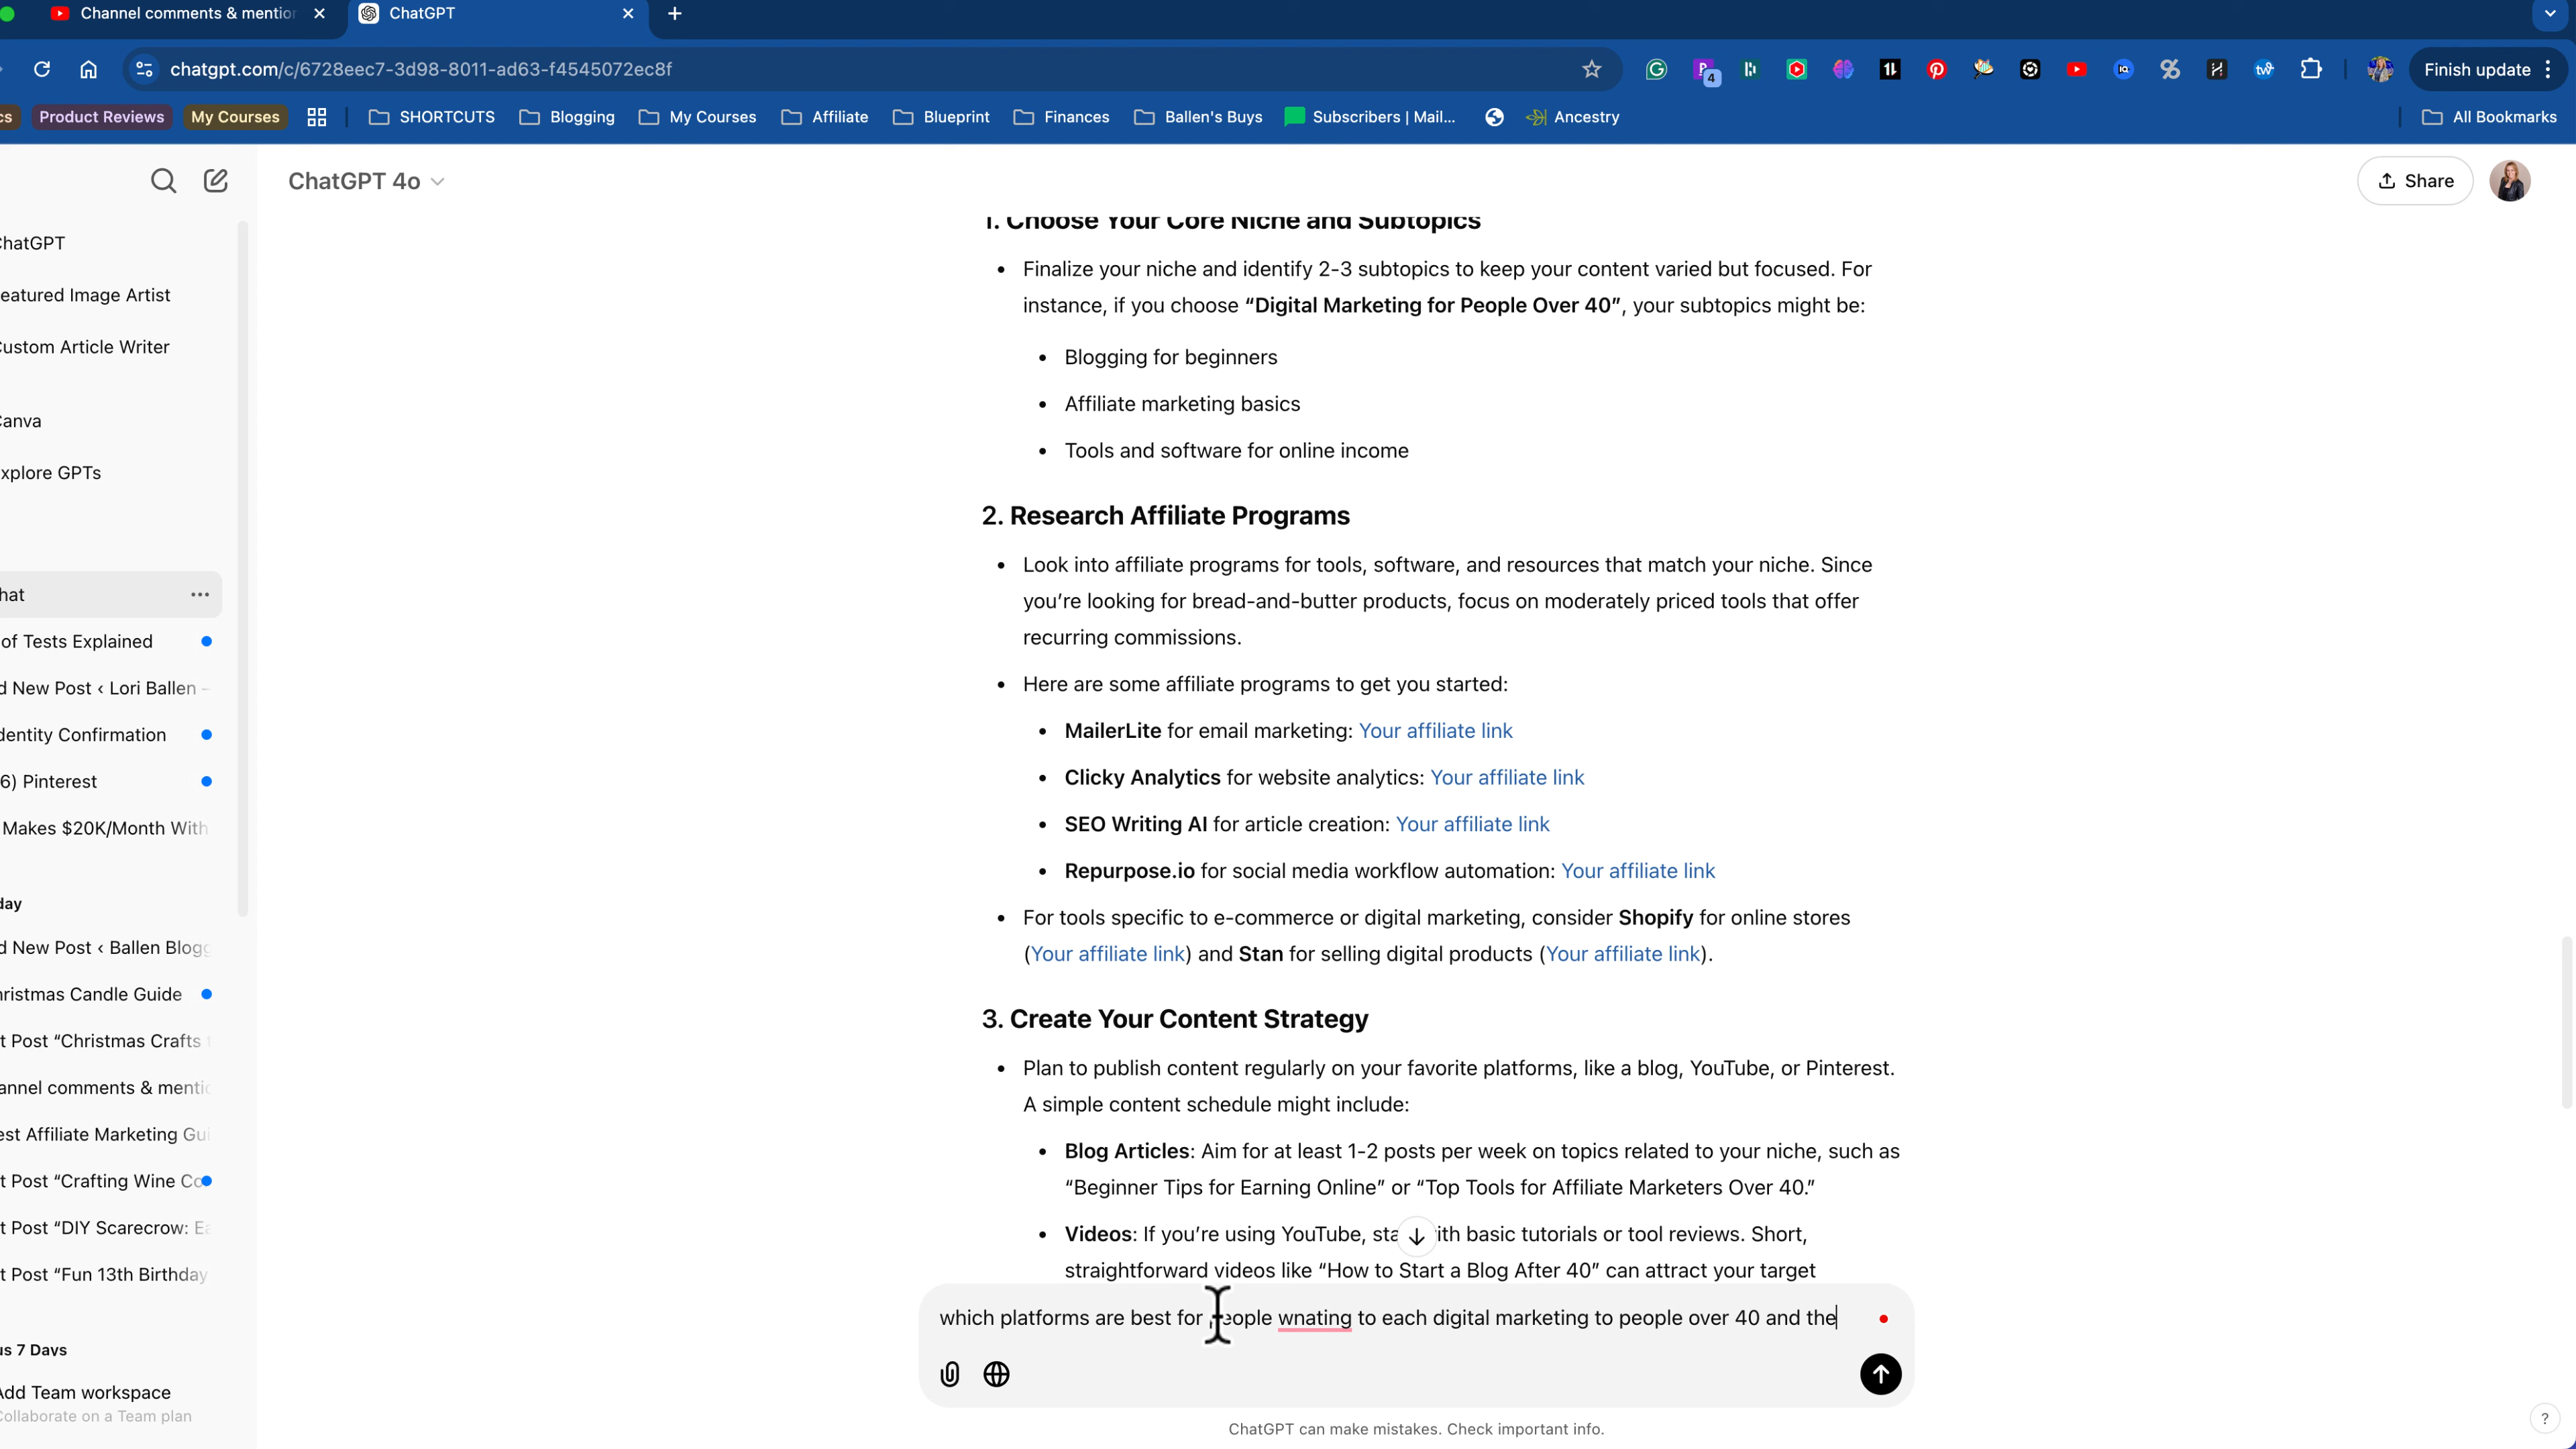 Channel comments & mentio
ChatGPT
chatgpt.com/c/6728eec7-3d98-8011-ad63-f4545072ec8f
4
Finish update
cs
Product Reviews
My Courses
SHORTCUTS
Blogging
My Courses
Affiliate
Blueprint
Finances
Ballen's Buys
Subscribers | Mail...
Ancestry
All Bookmarks
ChatGPT 4o
Share
ChatGPT
eatured Image Artist
Custom Article Writer
Canva
xplore GPTs
hat
of Tests Explained
d New Post ‹ Lori Ballen –
dentity Confirmation
6) Pinterest
Makes $20K/Month With
day
d New Post ‹ Ballen Blogg
hristmas Candle Guide
t Post “Christmas Crafts t
annel comments & mentio
est Affiliate Marketing Gui
t Post “Crafting Wine Co
t Post “DIY Scarecrow: Ea
t Post “Fun 13th Birthday
us 7 Days
Add Team workspace
Collaborate on a Team plan
1. Choose Your Core Niche and Subtopics
Finalize your niche and identify 2-3 subtopics to keep your content varied but focused. For
instance, if you choose “Digital Marketing for People Over 40”, your subtopics might be:
Blogging for beginners
Affiliate marketing basics
Tools and software for online income
2. Research Affiliate Programs
Look into affiliate programs for tools, software, and resources that match your niche. Since
you’re looking for bread-and-butter products, focus on moderately priced tools that offer
recurring commissions.
Here are some affiliate programs to get you started:
MailerLite for email marketing: Your affiliate link
Clicky Analytics for website analytics: Your affiliate link
SEO Writing AI for article creation: Your affiliate link
Repurpose.io for social media workflow automation: Your affiliate link
For tools specific to e-commerce or digital marketing, consider Shopify for online stores
(Your affiliate link) and Stan for selling digital products (Your affiliate link).
3. Create Your Content Strategy
Plan to publish content regularly on your favorite platforms, like a blog, YouTube, or Pinterest.
A simple content schedule might include:
Blog Articles: Aim for at least 1-2 posts per week on topics related to your niche, such as
“Beginner Tips for Earning Online” or “Top Tools for Affiliate Marketers Over 40.”
Videos: If you’re using YouTube, sta ith basic tutorials or tool reviews. Short,
straightforward videos like “How to Start a Blog After 40” can attract your target
which platforms are best for people wnating to each digital marketing to people over 40 and the
ChatGPT can make mistakes. Check important info.
?